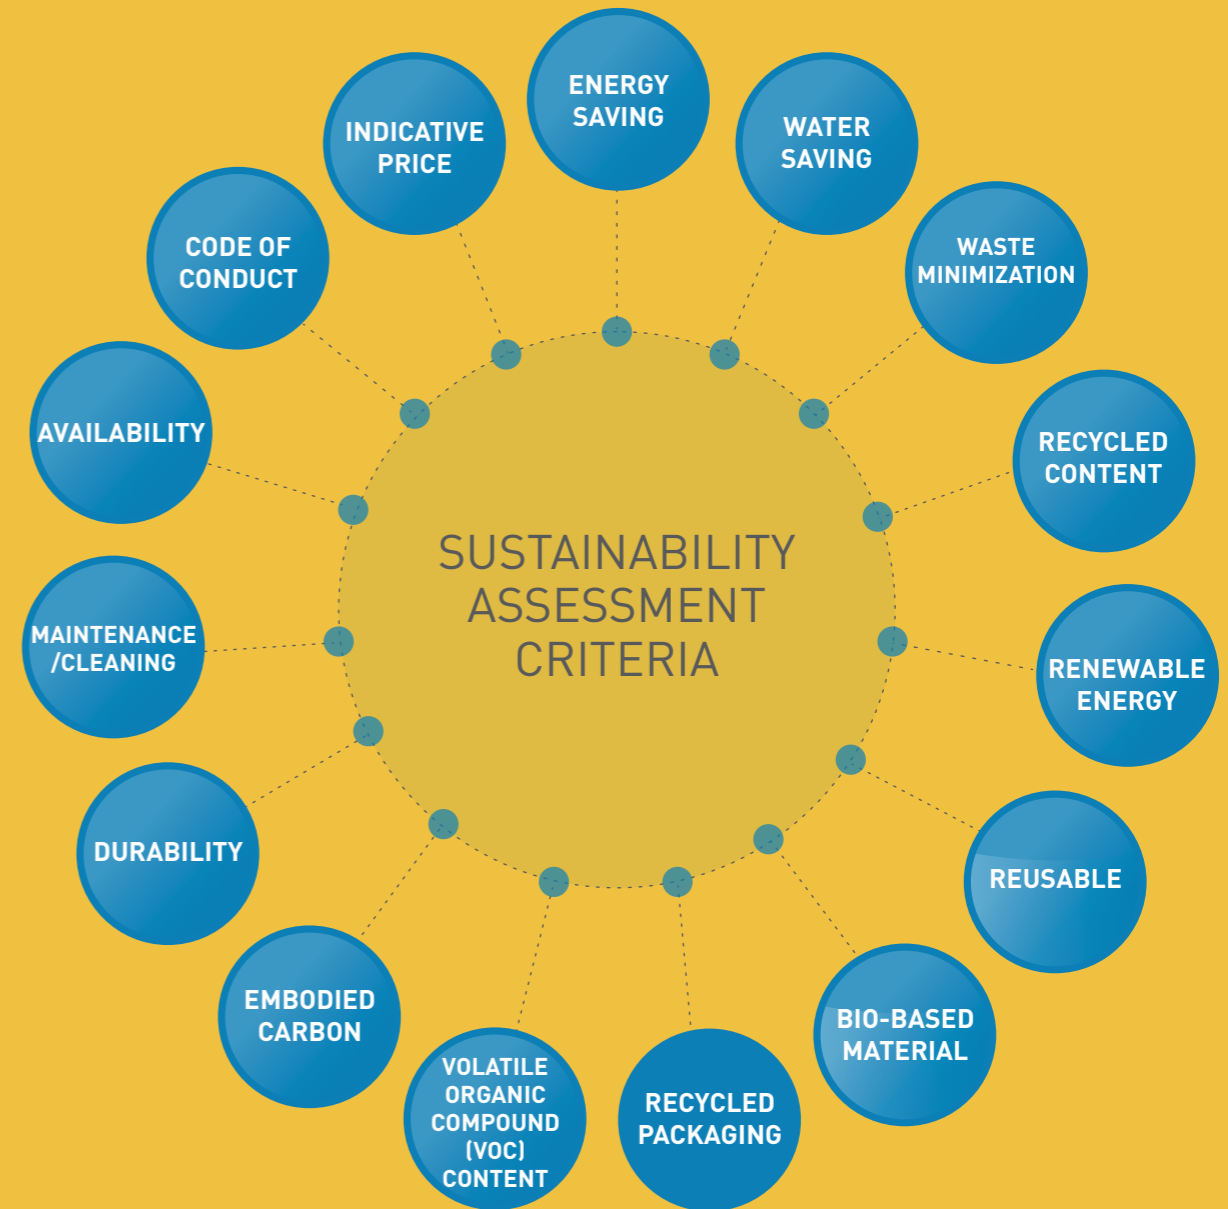 ENERGY
SAVING
WATER
SAVING
WASTE
MINIMIZATION
RECYCLED
CONTENT
RENEWABLE
ENERGY
REUSABLE
BIO-BASED
MATERIAL
RECYCLED
PACKAGING
VOLATILE
ORGANIC
COMPOUND
(VOC)
CONTENT
EMBODIED
CARBON
DURABILITY
MAINTENANCE
/CLEANING
AVAILABILITY
CODE OF
CONDUCT
INDICATIVE
PRICE
SUSTAINABILITY
ASSESSMENT
CRITERIA